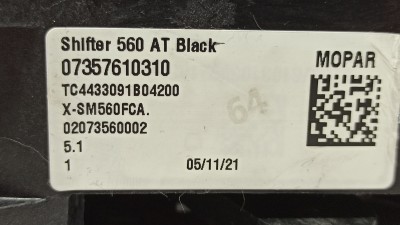 Shifter 560 AT Black
07357610310
MOPAR
TC4433091B04200
X-SM560FCA.
02073560002
5.1
1
05/11/21
64